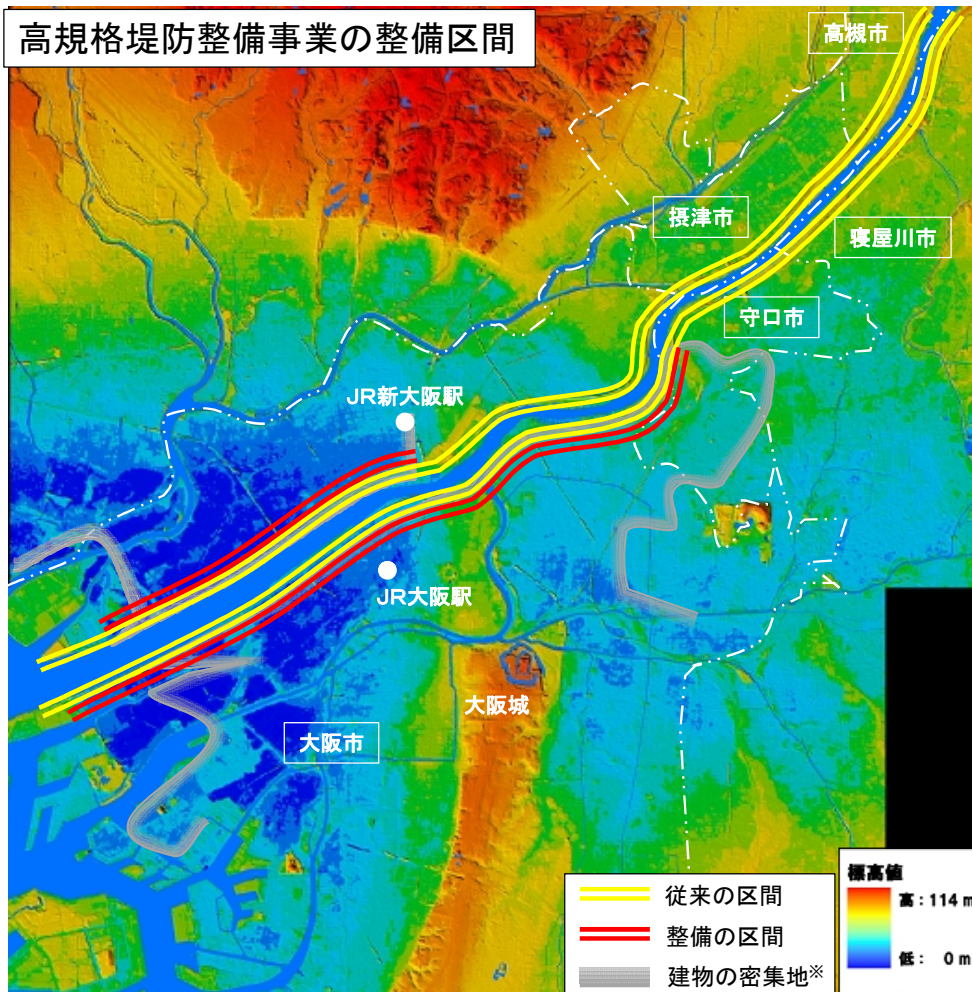 高規格堤防整備事業の整備区間
高槻市
摂津市
寝屋川市
守口市
JR新大阪駅
JR大阪駅
大阪城
大阪市
従来の区間
整備の区間
建物の密集地※
標高値
高：114 m
低： 0 m